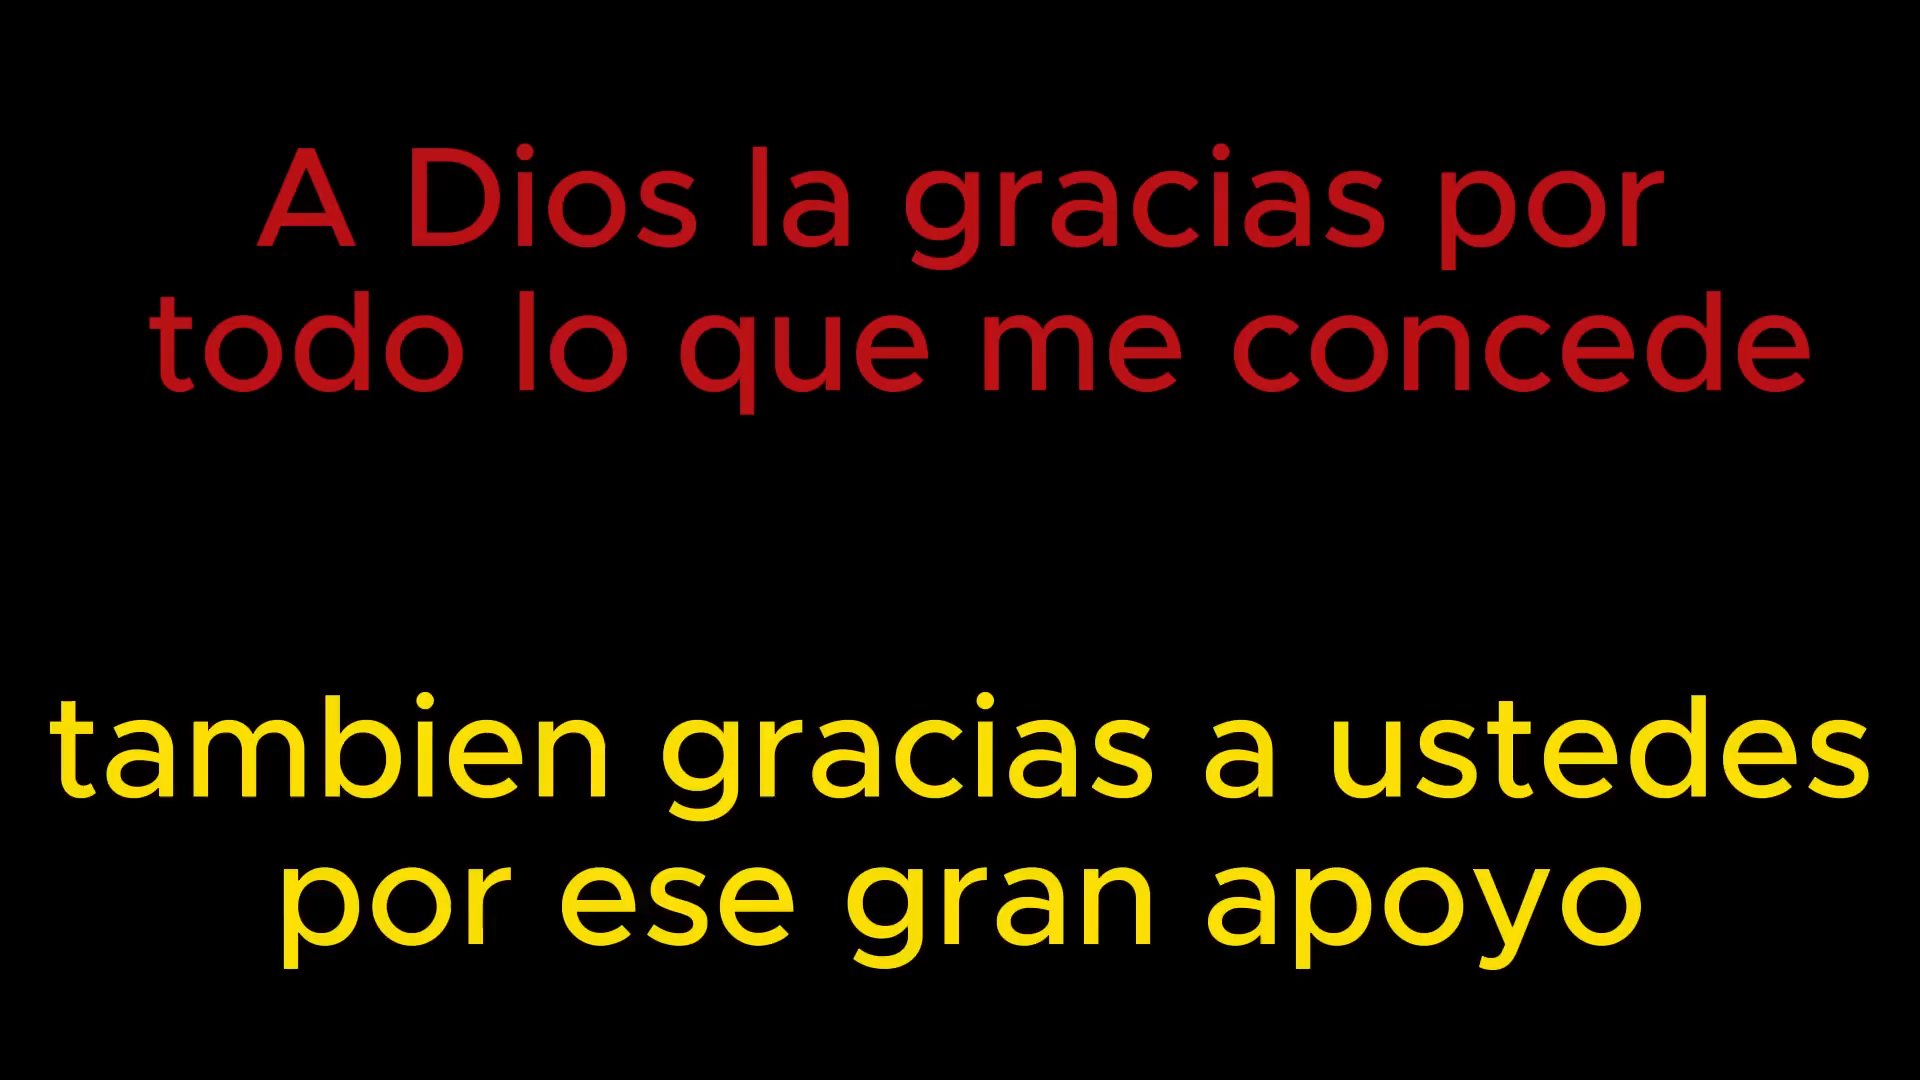 A Dios la gracias por
todo lo que me concede
tambien gracias a ustedes
por ese gran apoyo